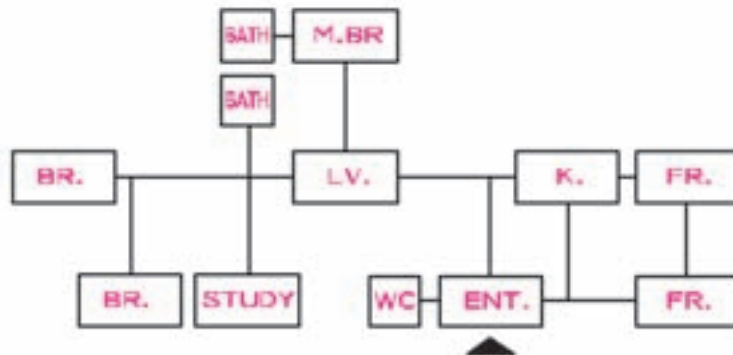 BATH M.BR
BATH
BR. LV. K. FR.
BR. STUDY WC ENT. FR.